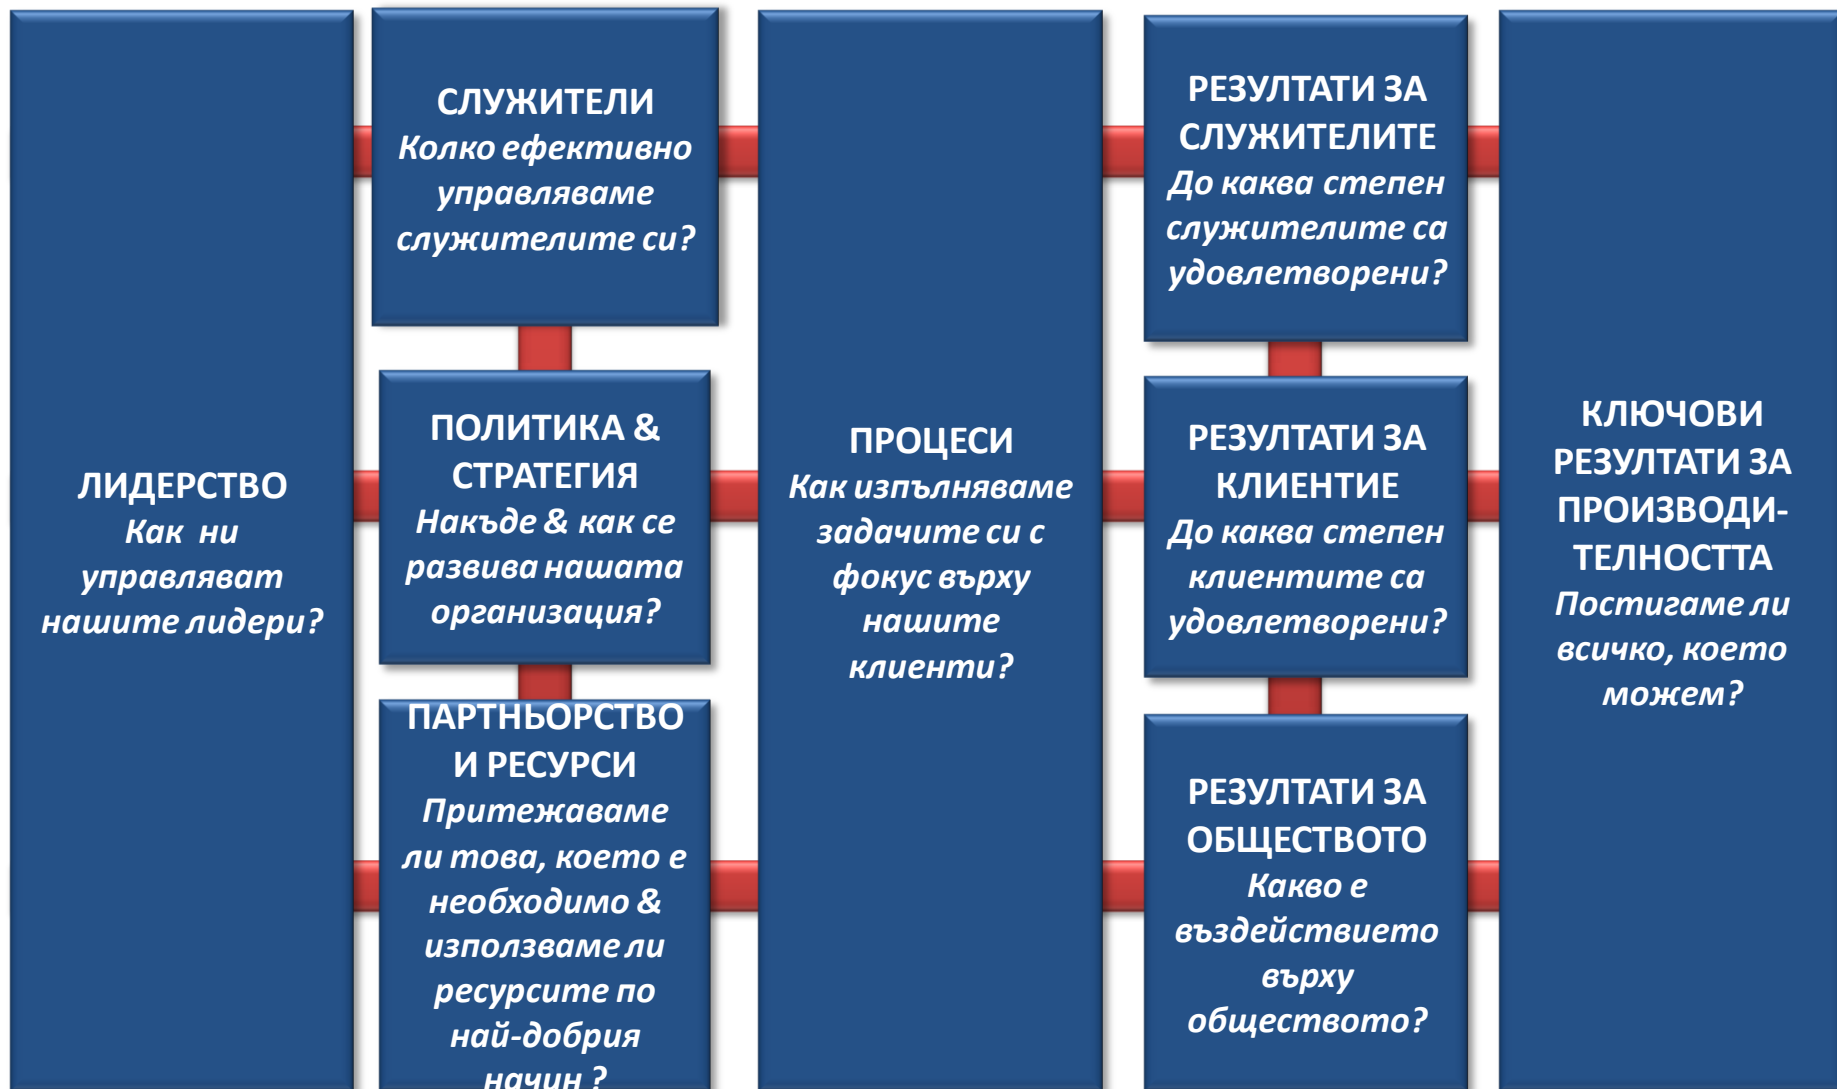 ЛИДЕРСТВО
Как ни
управляват
нашите лидери?
СЛУЖИТЕЛИ
Колко ефективно
управляваме
служителите си?
ПОЛИТИКА &
СТРАТЕГИЯ
Накъде & как се
развива нашата
организация?
ПАРТНЬОРСТВО
И РЕСУРСИ
Притежаваме
ли това, което е
необходимо &
използваме ли
ресурсите по
най-добрия
начин ?
ПРОЦЕСИ
Как изпълняваме
задачите си с
фокус върху
нашите
клиенти?
РЕЗУЛТАТИ ЗА
СЛУЖИТЕЛИТЕ
До каква степен
служителите са
удовлетворени?
РЕЗУЛТАТИ ЗА
КЛИЕНТИЕ
До каква степен
клиентите са
удовлетворени?
РЕЗУЛТАТИ ЗА
ОБЩЕСТВОТО
Какво е
въздействието
върху
обществото?
КЛЮЧОВИ
РЕЗУЛТАТИ ЗА
ПРОИЗВОДИ-
ТЕЛНОСТТА
Постигаме ли
всичко, което
можем?